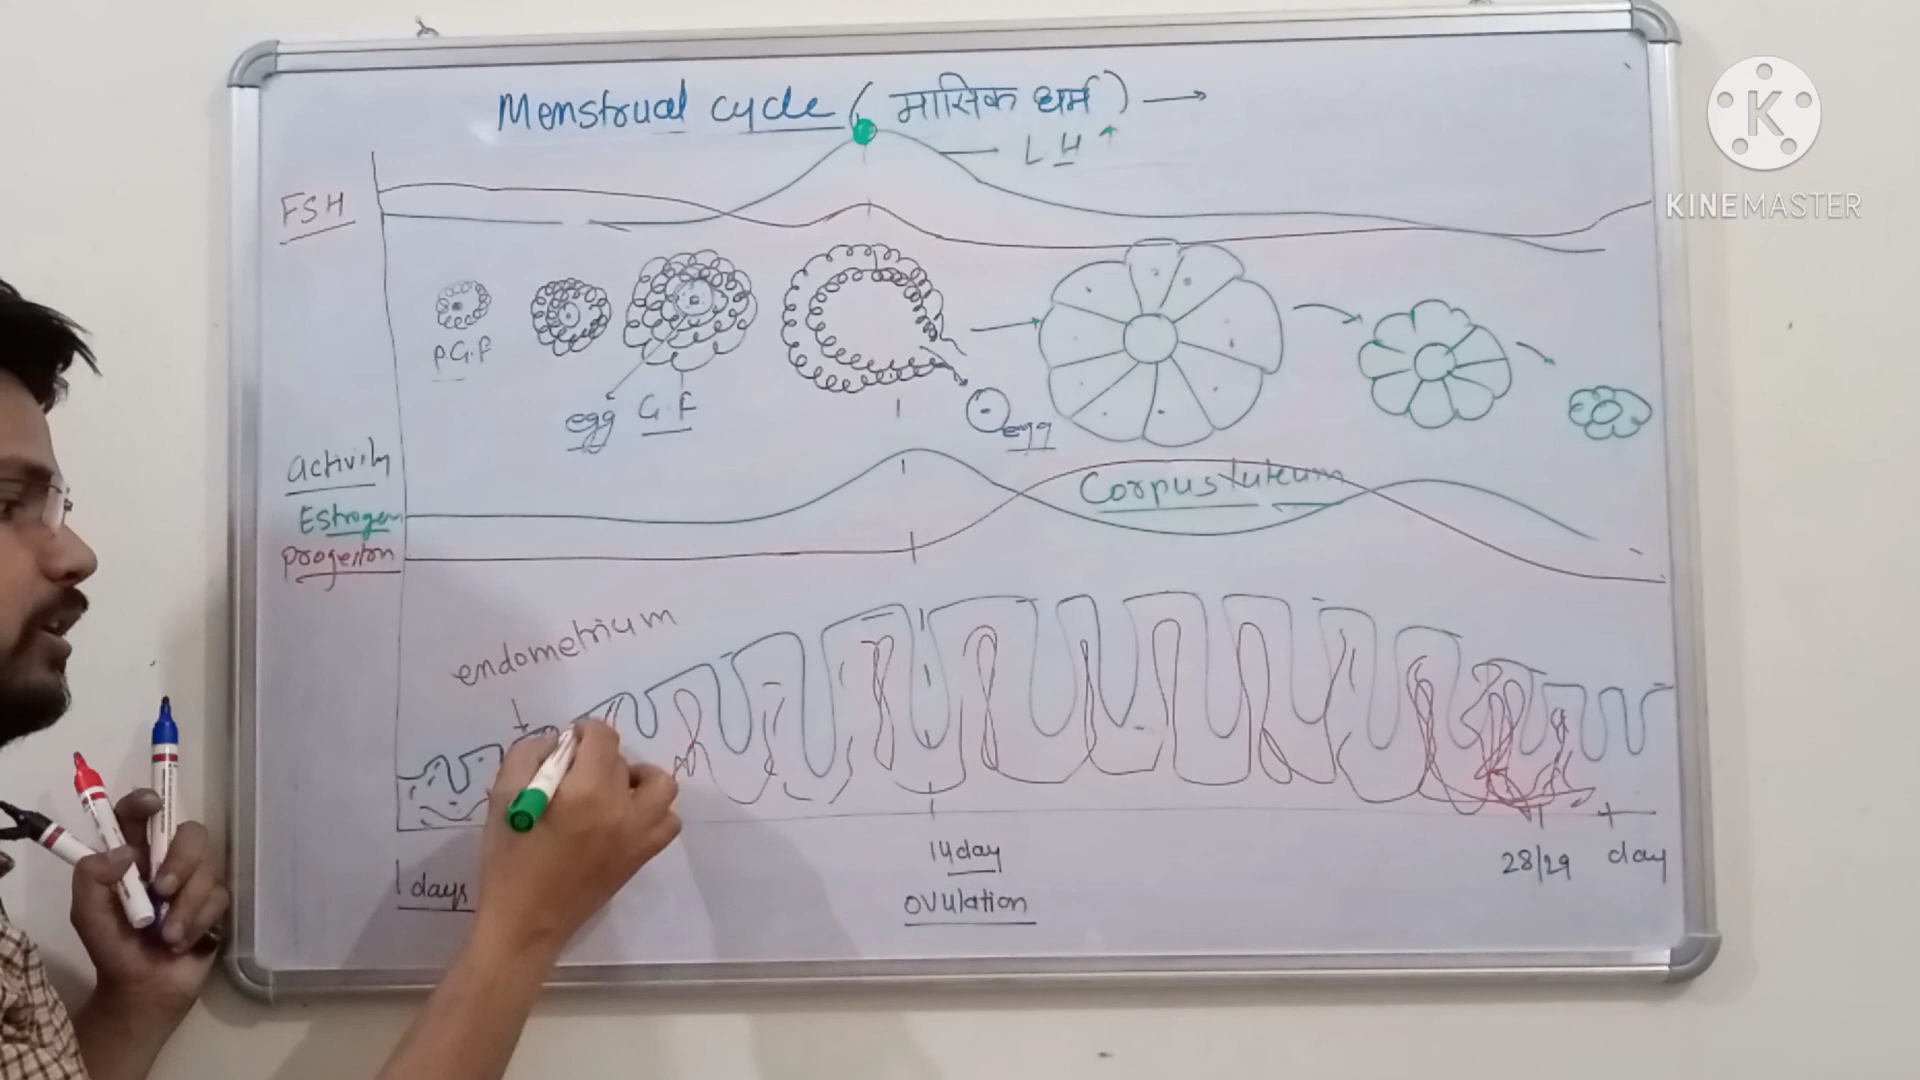 Menstrual cycle (मासिक धर्म) →
LH ↑
FSH
P.G.F
egg G.F
egg
Activity
Corpus luteum
Estrogen
Progestron
endometrium
1 days
14 day
28/29 day
ovulation
K
KINEMASTER